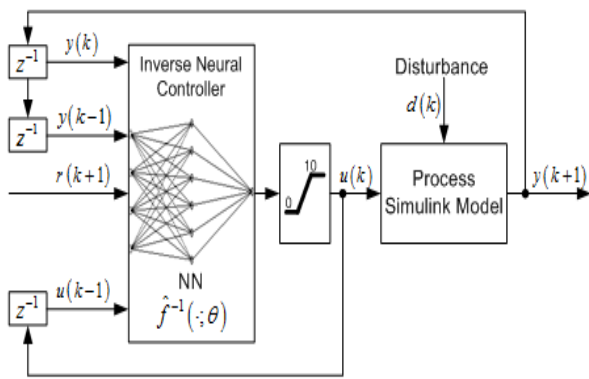 z⁻¹
y(k)
Inverse Neural
Controller
Disturbance
d(k)
z⁻¹
y(k−1)
r(k+1)
10
0
u(k)
Process
Simulink Model
y(k+1)
NN
f̂⁻¹(·;θ)
z⁻¹
u(k−1)